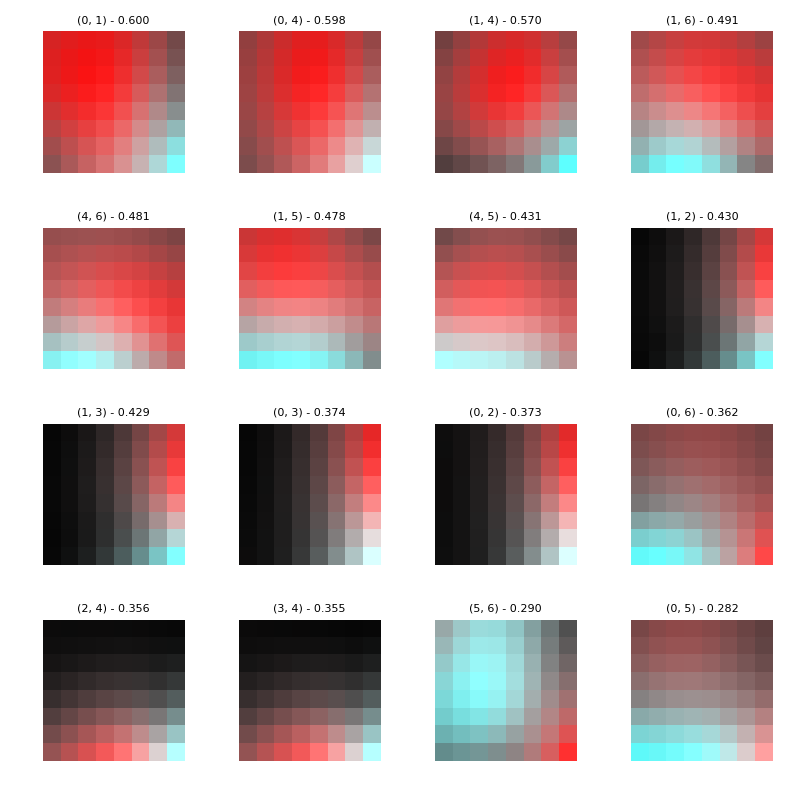 (0, 1) - 0.600
(0, 4) - 0.598
(1, 4) - 0.570
(1, 6) - 0.491
(4, 6) - 0.481
(1, 5) - 0.478
(4, 5) - 0.431
(1, 2) - 0.430
(1, 3) - 0.429
(0, 3) - 0.374
(0, 2) - 0.373
(0, 6) - 0.362
(2, 4) - 0.356
(3, 4) - 0.355
(5, 6) - 0.290
(0, 5) - 0.282